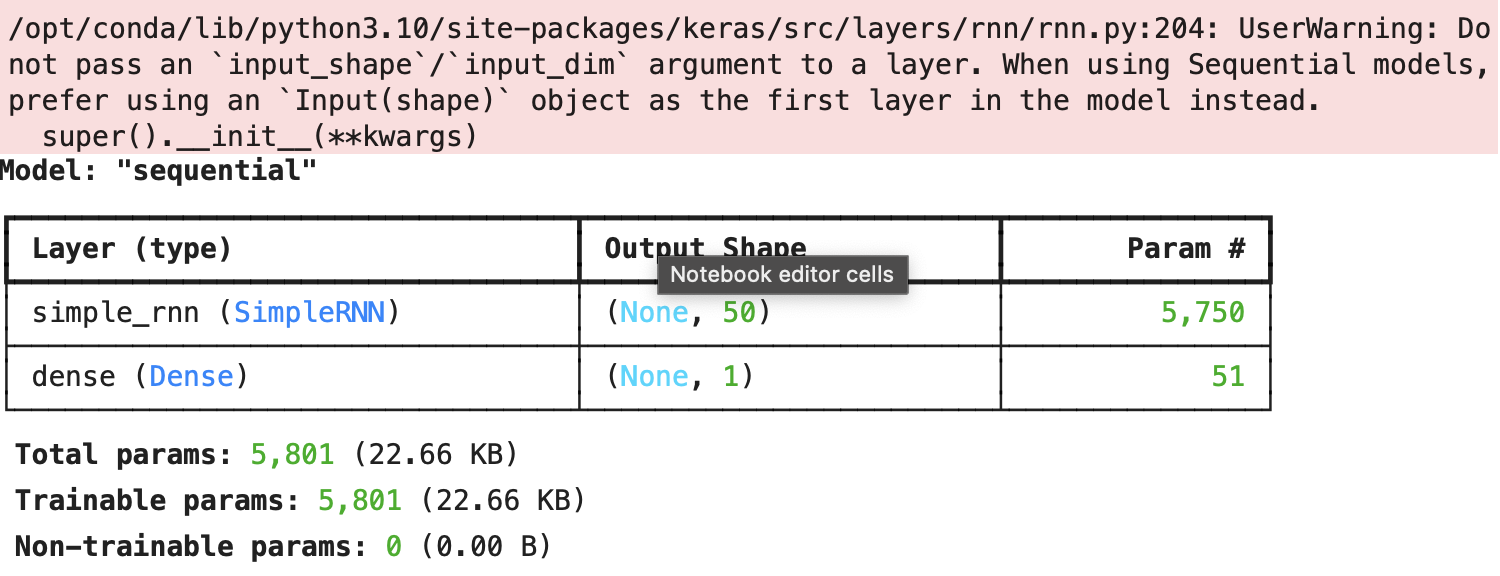 /opt/conda/lib/python3.10/site-packages/keras/src/layers/rnn/rnn.py:204: UserWarning: Do
not pass an `input_shape`/`input_dim` argument to a layer. When using Sequential models,
prefer using an `Input(shape)` object as the first layer in the model instead.
  super().__init__(**kwargs)
Model: "sequential"
Layer (type) Output Shape Param #
Notebook editor cells
simple_rnn (SimpleRNN) (None, 50) 5,750
dense (Dense) (None, 1) 51
Total params: 5,801 (22.66 KB)
Trainable params: 5,801 (22.66 KB)
Non-trainable params: 0 (0.00 B)